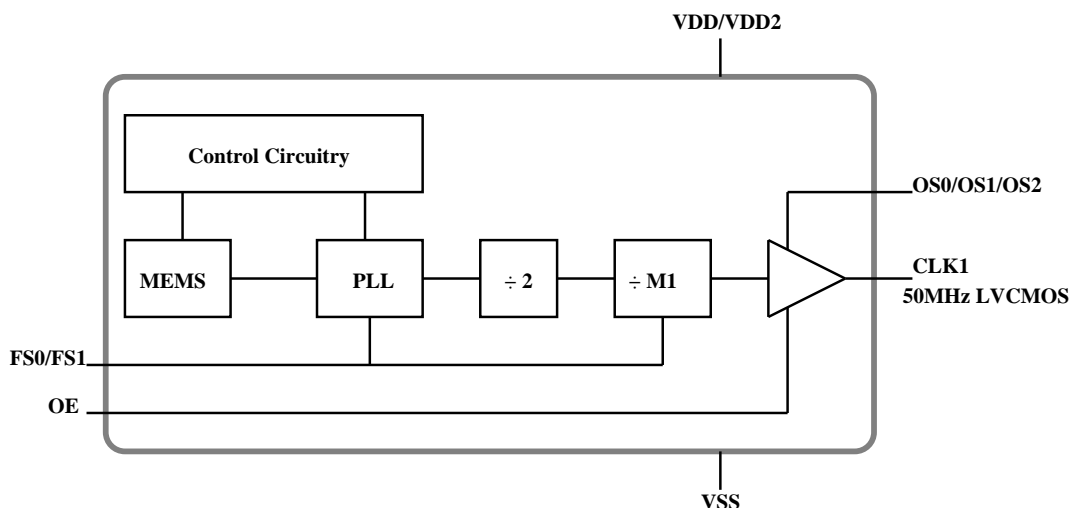 VDD/VDD2
Control Circuitry
OS0/OS1/OS2
MEMS
PLL
÷ 2
÷ M1
CLK1
50MHz LVCMOS
FS0/FS1
OE
VSS